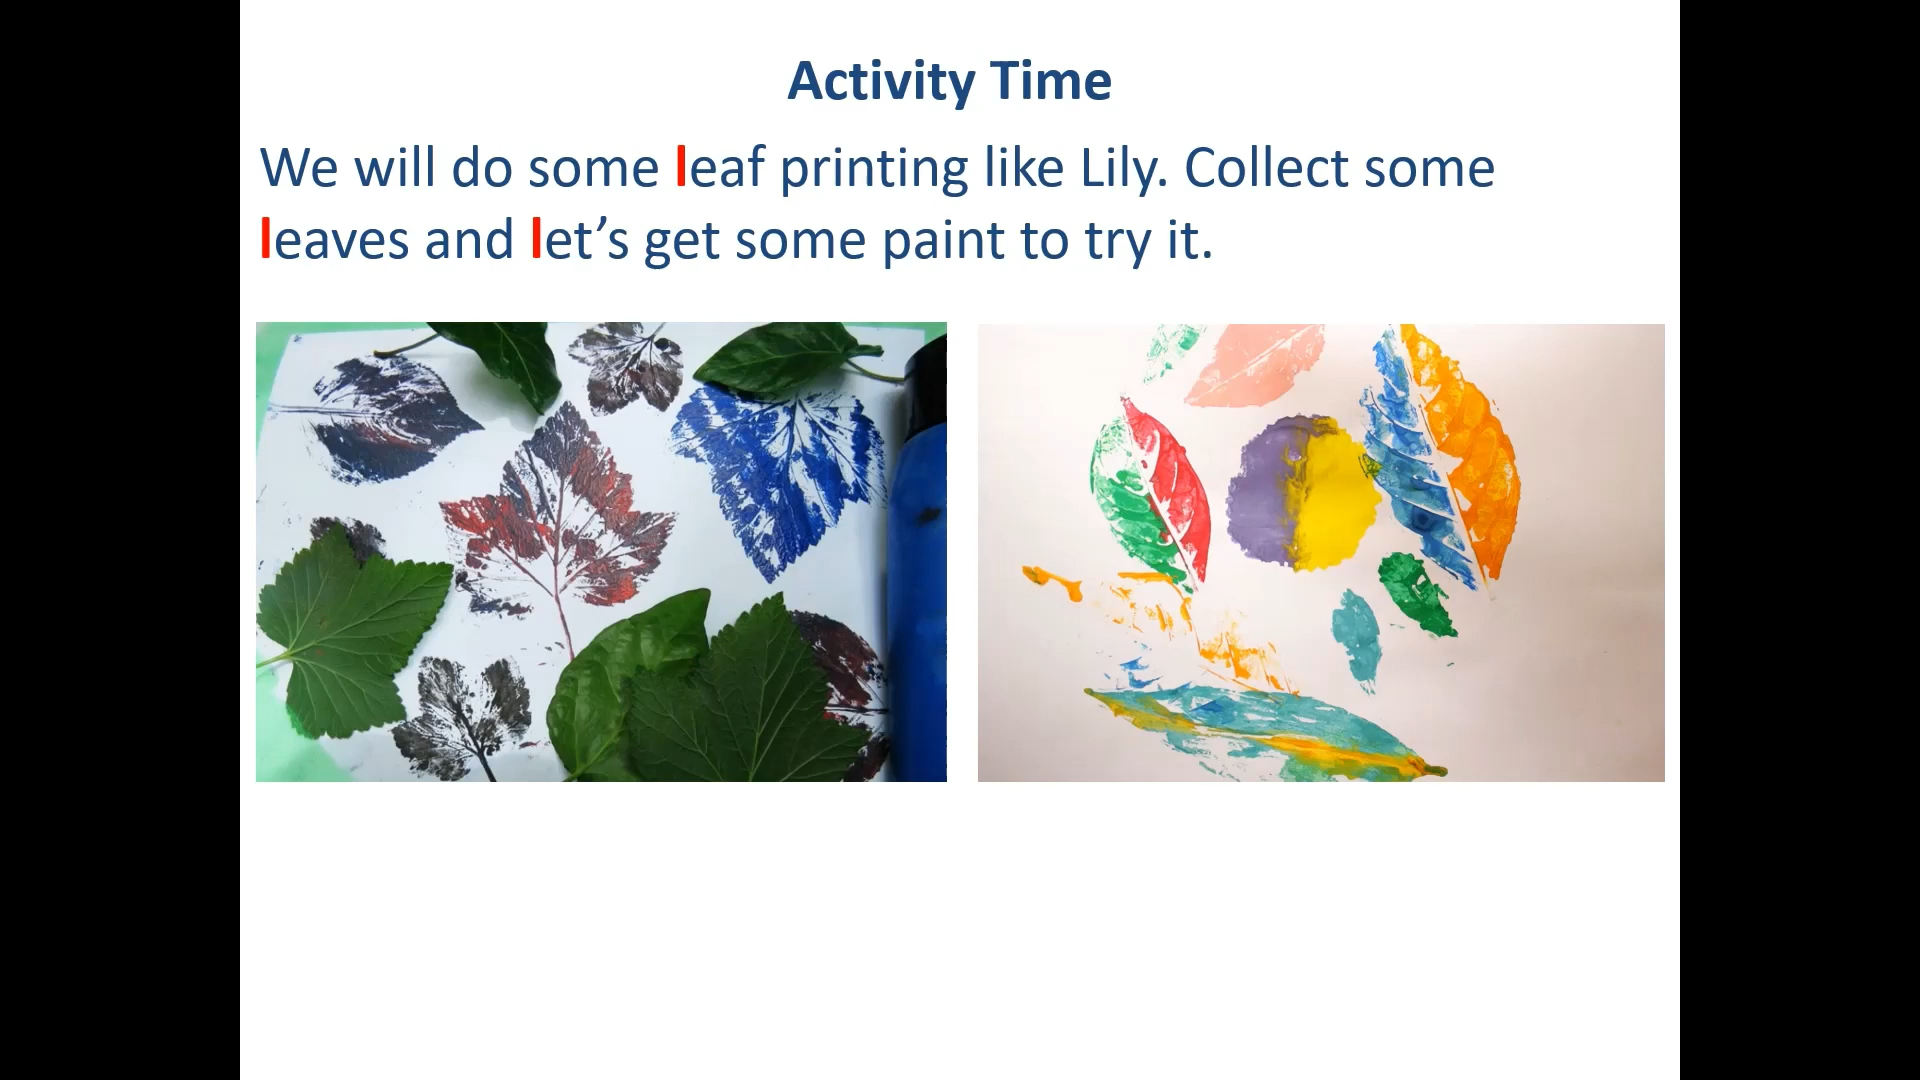 Activity Time
We will do some leaf printing like Lily. Collect some
leaves and let’s get some paint to try it.